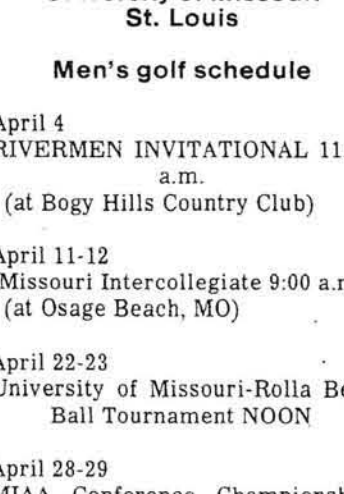 St. Louis
Men's golf schedule
April 4
RIVERMEN INVITATIONAL 11
a.m.
(at Bogy Hills Country Club)
April 11-12
Missouri Intercollegiate 9:00 a.m
(at Osage Beach, MO)
April 22-23
University of Missouri-Rolla Be
Ball Tournament NOON
April 28-29
MIAA Conference Championsh